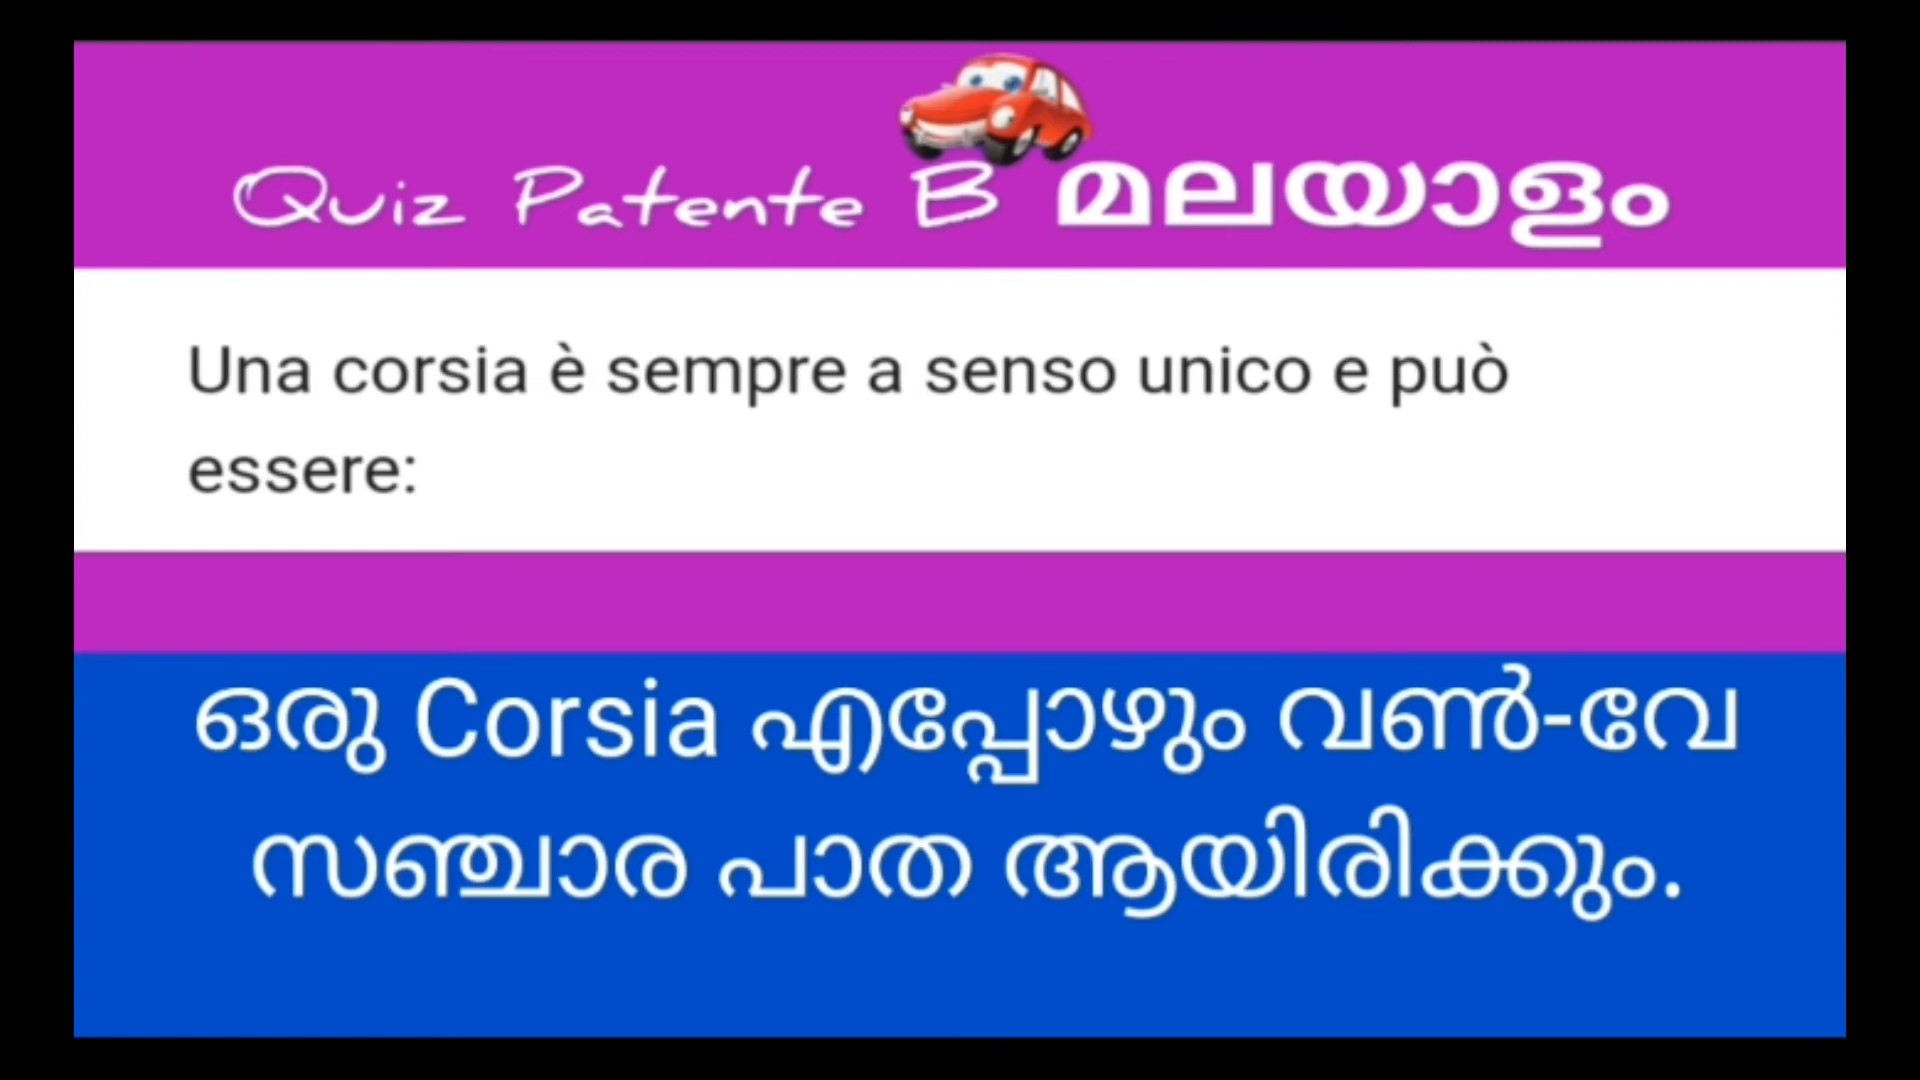 Quiz Patente B മലയാളം
Una corsia è sempre a senso unico e può
essere:
ഒരു Corsia എപ്പോഴും വൺ-വേ
സഞ്ചാര പാത ആയിരിക്കും.